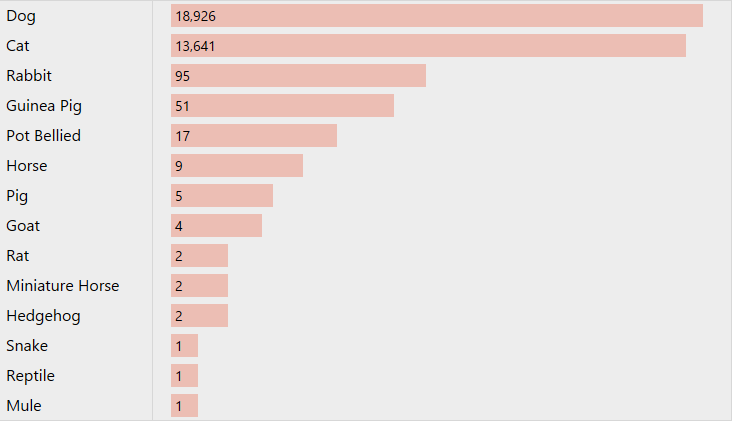 Dog 18,926
Cat 13,641
Rabbit 95
Guinea Pig 51
Pot Bellied 17
Horse 9
Pig 5
Goat 4
Rat 2
Miniature Horse 2
Hedgehog 2
Snake 1
Reptile 1
Mule 1